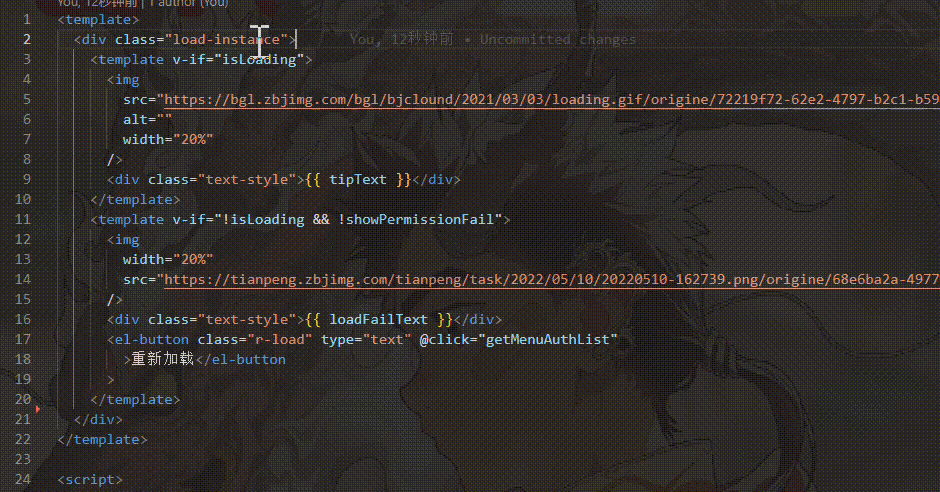 You, 12秒钟前 | 1 author (You)
1 <template>
2 <div class="load-instance"> You, 12秒钟前 • Uncommitted changes
3 <template v-if="isLoading">
4 <img
5 src="https://bgl.zbjimg.com/bgl/bjclound/2021/03/03/loading.gif/origine/72219f72-62e2-4797-b2c1-b59
6 alt=""
7 width="20%"
8 />
9 <div class="text-style">{{ tipText }}</div>
10 </template>
11 <template v-if="!isLoading && !showPermissionFail">
12 <img
13 width="20%"
14 src="https://tianpeng.zbjimg.com/tianpeng/task/2022/05/10/20220510-162739.png/origine/68e6ba2a-4977
15 />
16 <div class="text-style">{{ loadFailText }}</div>
17 <el-button class="r-load" type="text" @click="getMenuAuthList"
18 >重新加载</el-button
19 >
20 </template>
21 </div>
22 </template>
23
24 <script>